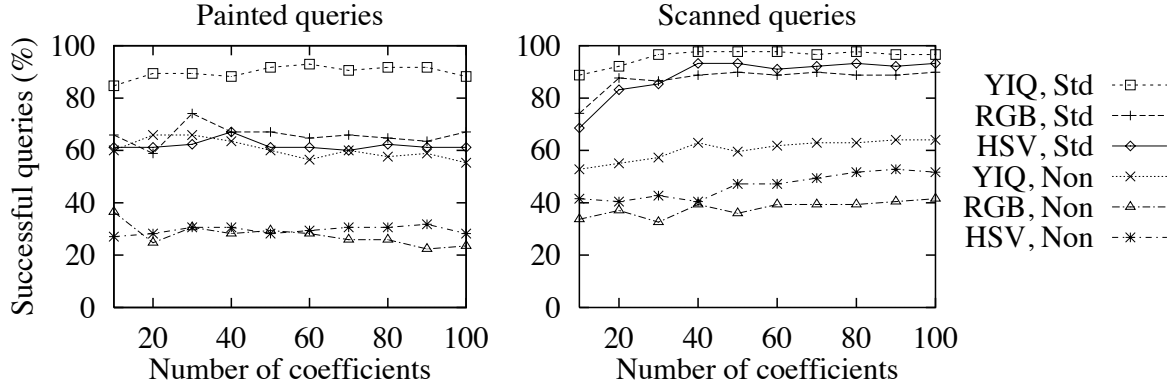 Painted queries
Scanned queries
Successful queries (%)
100
80
60
40
20
0
20 40 60 80 100
Number of coefficients
100
80
60
40
20
0
20 40 60 80 100
Number of coefficients
YIQ, Std
RGB, Std
HSV, Std
YIQ, Non
RGB, Non
HSV, Non